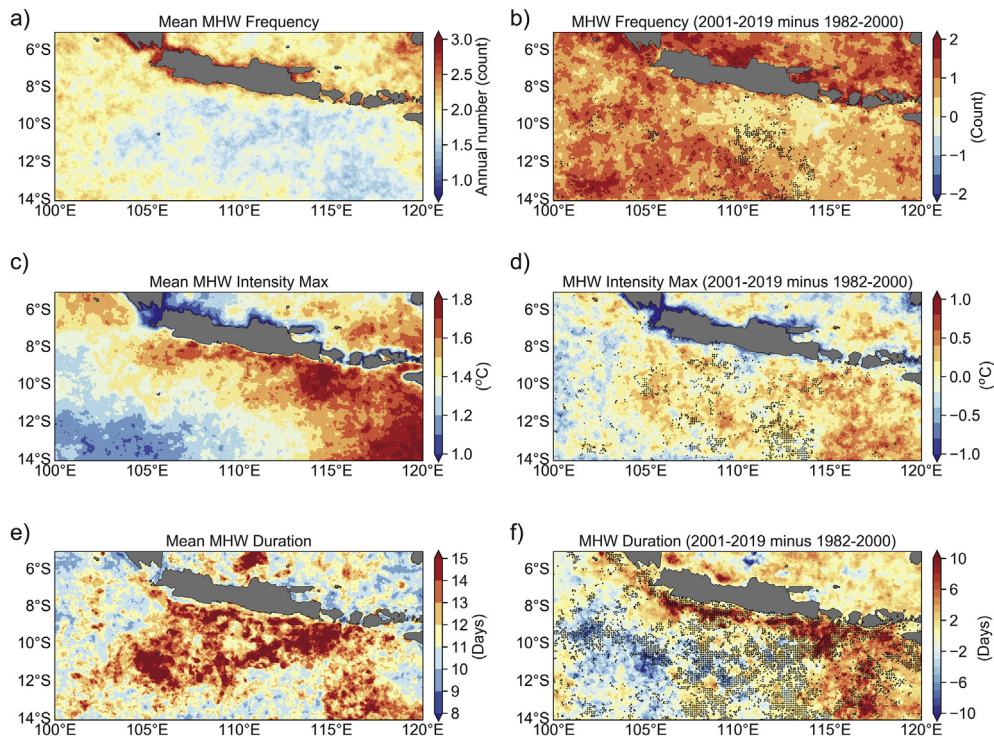 a)
Mean MHW Frequency
6°S
8°S
10°S
12°S
14°S
100°E 105°E 110°E 115°E 120°E
3.0
2.5
2.0
1.5
1.0
Annual number (count)
b)
MHW Frequency (2001-2019 minus 1982-2000)
6°S
8°S
10°S
12°S
14°S
100°E 105°E 110°E 115°E 120°E
2
1
0
−1
−2
(Count)
c)
Mean MHW Intensity Max
6°S
8°S
10°S
12°S
14°S
100°E 105°E 110°E 115°E 120°E
1.8
1.6
1.4
1.2
1.0
(°C)
d)
MHW Intensity Max (2001-2019 minus 1982-2000)
6°S
8°S
10°S
12°S
14°S
100°E 105°E 110°E 115°E 120°E
1.0
0.5
0.0
−0.5
−1.0
(°C)
e)
Mean MHW Duration
6°S
8°S
10°S
12°S
14°S
100°E 105°E 110°E 115°E 120°E
15
14
13
12
11
10
9
8
(Days)
f)
MHW Duration (2001-2019 minus 1982-2000)
6°S
8°S
10°S
12°S
14°S
100°E 105°E 110°E 115°E 120°E
10
6
2
−2
−6
−10
(Days)